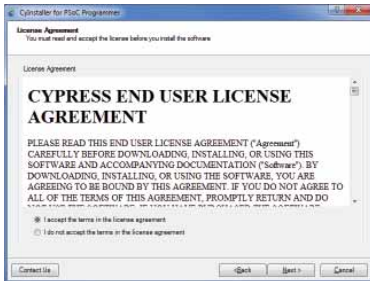 CyInstaller for PSoC Programmer
License Agreement
You must read and accept the license before you install the software
License Agreement
CYPRESS END USER LICENSE
AGREEMENT
PLEASE READ THIS END USER LICENSE AGREEMENT ("Agreement")
CAREFULLY BEFORE DOWNLOADING, INSTALLING, OR USING THIS
SOFTWARE AND ACCOMPANYING DOCUMENTATION ("Software"). BY
DOWNLOADING, INSTALLING, OR USING THE SOFTWARE, YOU ARE
AGREEING TO BE BOUND BY THIS AGREEMENT. IF YOU DO NOT AGREE TO
ALL OF THE TERMS OF THIS AGREEMENT, PROMPTLY RETURN AND DO
I accept the terms in the license agreement
I do not accept the terms in the license agreement
Contact Us
<Back
Next >
Cancel